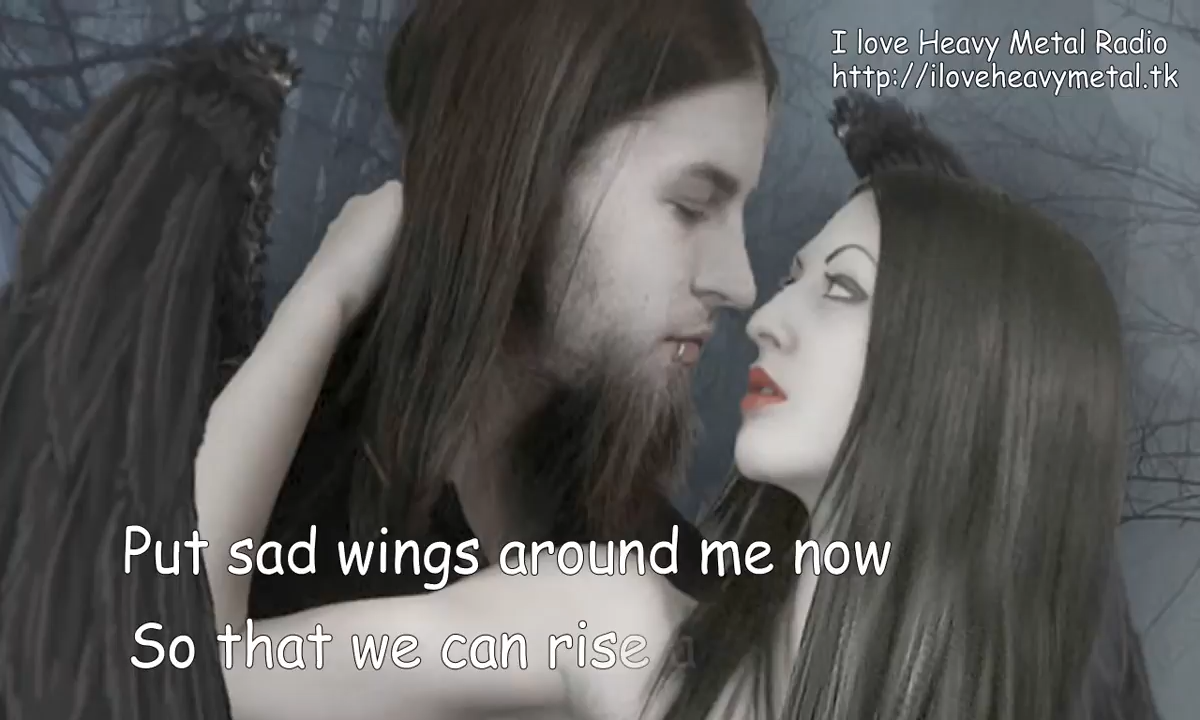 I love Heavy Metal Radio
http://iloveheavymetal.tk
Put sad wings around me now
So that we can rise a